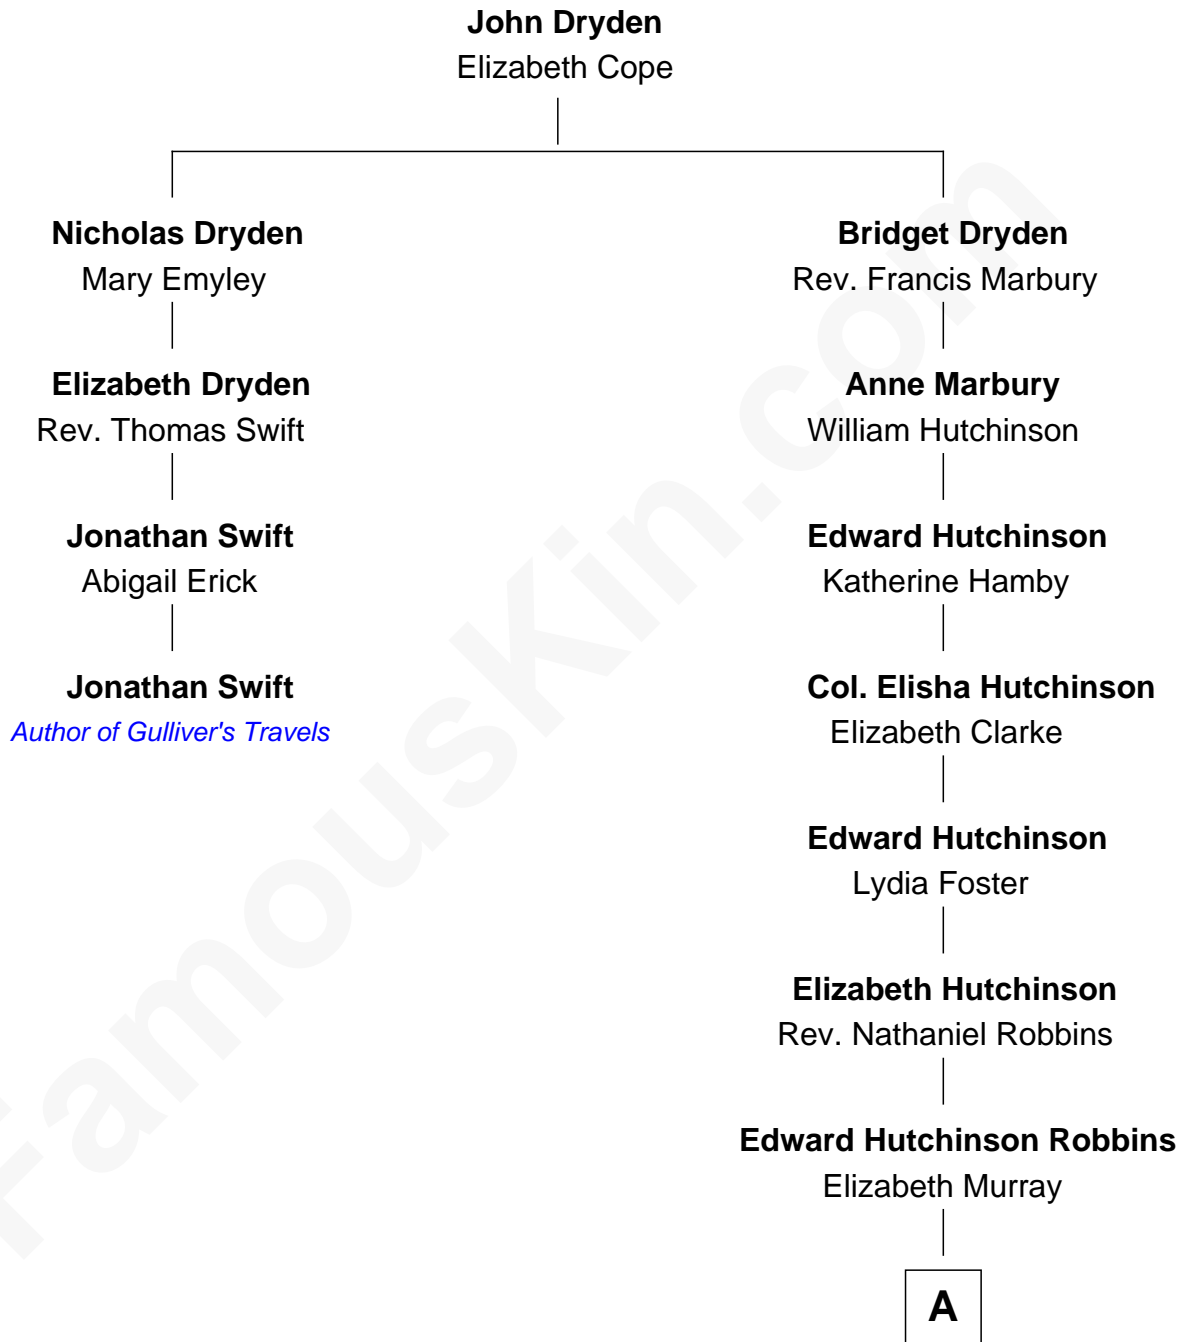 John Dryden
Elizabeth Cope
Nicholas Dryden
Mary Emyley
Bridget Dryden
Rev. Francis Marbury
Elizabeth Dryden
Rev. Thomas Swift
Anne Marbury
William Hutchinson
Jonathan Swift
Abigail Erick
Edward Hutchinson
Katherine Hamby
Jonathan Swift
Author of Gulliver's Travels
Col. Elisha Hutchinson
Elizabeth Clarke
Edward Hutchinson
Lydia Foster
Elizabeth Hutchinson
Rev. Nathaniel Robbins
Edward Hutchinson Robbins
Elizabeth Murray
A
FamousKin.com